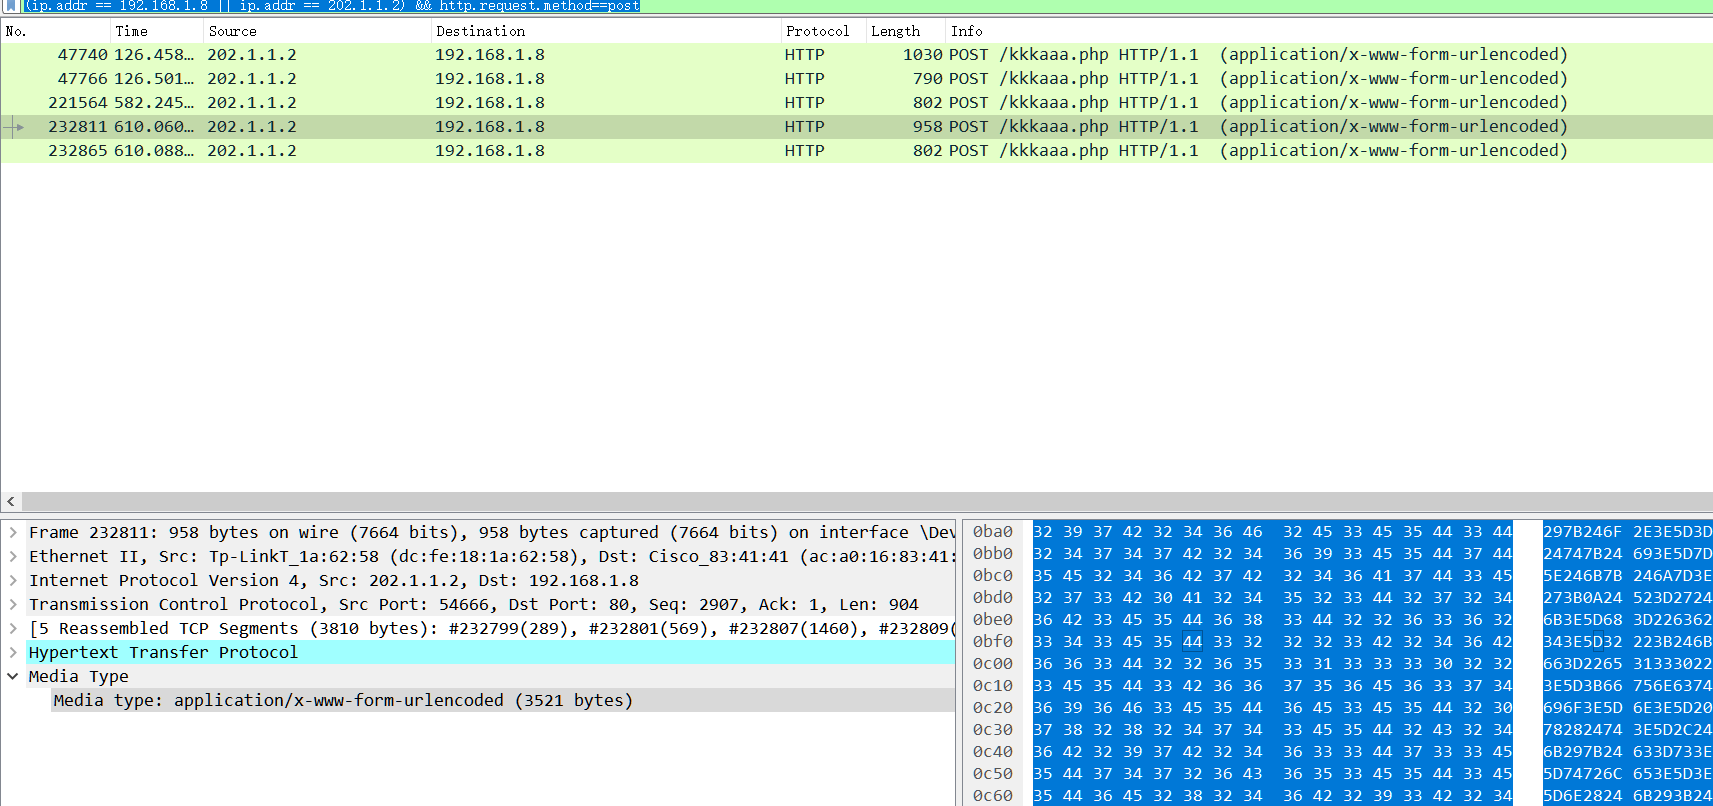 (ip.addr == 192.168.1.8 || ip.addr == 202.1.1.2) && http.request.method==post
No. Time Source Destination Protocol Length Info
47740 126.458… 202.1.1.2 192.168.1.8 HTTP 1030 POST /kkkaaa.php HTTP/1.1 (application/x-www-form-urlencoded)
47766 126.501… 202.1.1.2 192.168.1.8 HTTP 790 POST /kkkaaa.php HTTP/1.1 (application/x-www-form-urlencoded)
221564 582.245… 202.1.1.2 192.168.1.8 HTTP 802 POST /kkkaaa.php HTTP/1.1 (application/x-www-form-urlencoded)
232811 610.060… 202.1.1.2 192.168.1.8 HTTP 958 POST /kkkaaa.php HTTP/1.1 (application/x-www-form-urlencoded)
232865 610.088… 202.1.1.2 192.168.1.8 HTTP 802 POST /kkkaaa.php HTTP/1.1 (application/x-www-form-urlencoded)
Frame 232811: 958 bytes on wire (7664 bits), 958 bytes captured (7664 bits) on interface \Dev
Ethernet II, Src: Tp-LinkT_1a:62:58 (dc:fe:18:1a:62:58), Dst: Cisco_83:41:41 (ac:a0:16:83:41:
Internet Protocol Version 4, Src: 202.1.1.2, Dst: 192.168.1.8
Transmission Control Protocol, Src Port: 54666, Dst Port: 80, Seq: 2907, Ack: 1, Len: 904
[5 Reassembled TCP Segments (3810 bytes): #232799(289), #232801(569), #232807(1460), #232809(
Hypertext Transfer Protocol
Media Type
Media type: application/x-www-form-urlencoded (3521 bytes)
0ba0 32 39 37 42 32 34 36 46 32 45 33 45 35 44 33 44 297B246F 2E3E5D3D
0bb0 32 34 37 34 37 42 32 34 36 39 33 45 35 44 37 44 24747B24 693E5D7D
0bc0 35 45 32 34 36 42 37 42 32 34 36 41 37 44 33 45 5E246B7B 246A7D3E
0bd0 32 37 33 42 30 41 32 34 35 32 33 44 32 37 32 34 273B0A24 523D2724
0be0 36 42 33 45 35 44 36 38 33 44 32 32 36 33 36 32 6B3E5D68 3D226362
0bf0 33 34 33 45 35 44 33 32 32 32 33 42 32 34 36 42 343E5D32 223B246B
0c00 36 36 33 44 32 32 36 35 33 31 33 33 33 30 32 32 663D2265 31333022
0c10 33 45 35 44 33 42 36 36 37 35 36 45 36 33 37 34 3E5D3B66 756E6374
0c20 36 39 36 46 33 45 35 44 36 45 33 45 35 44 32 30 696F3E5D 6E3E5D20
0c30 37 38 32 38 32 34 37 34 33 45 35 44 32 43 32 34 78282474 3E5D2C24
0c40 36 42 32 39 37 42 32 34 36 33 33 44 37 33 33 45 6B297B24 633D733E
0c50 35 44 37 34 37 32 36 43 36 35 33 45 35 44 33 45 5D74726C 653E5D3E
0c60 35 44 36 45 32 38 32 34 36 42 32 39 33 42 32 34 5D6E2824 6B293B24